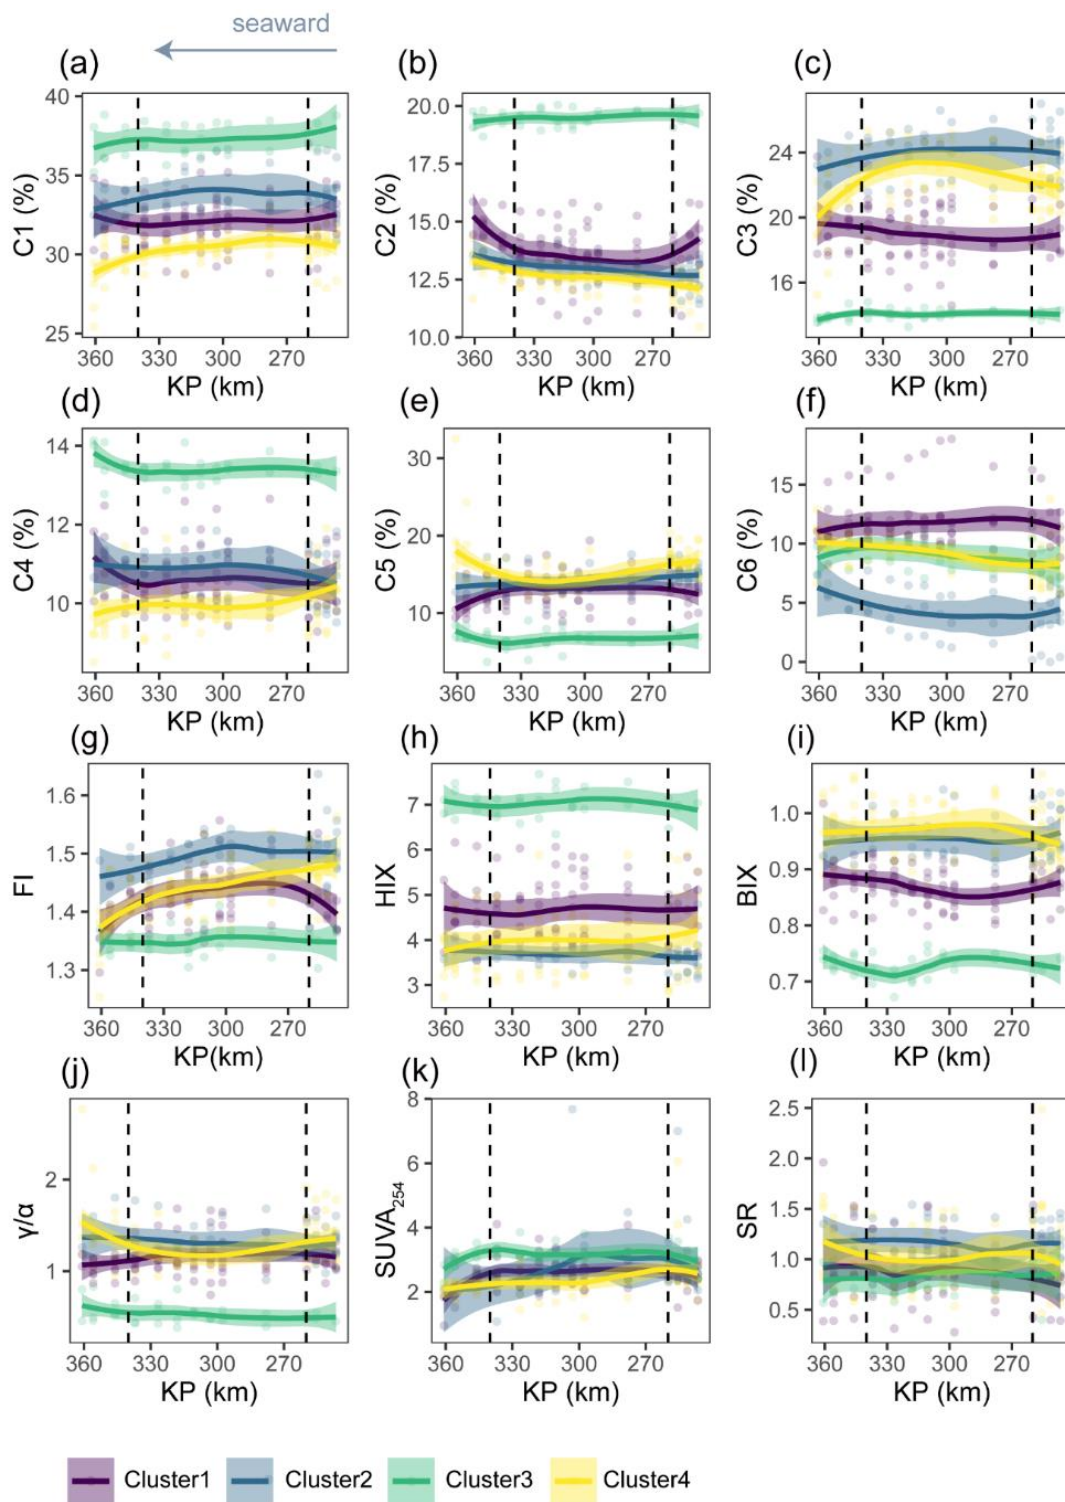 seaward
(a)
(b)
(c)
40
35
30
25
C1 (%)
360 330 300 270
KP (km)
20.0
17.5
15.0
12.5
10.0
C2 (%)
360 330 300 270
KP (km)
24
20
16
C3 (%)
360 330 300 270
KP (km)
(d)
(e)
(f)
14
12
10
C4 (%)
360 330 300 270
KP (km)
30
20
10
C5 (%)
360 330 300 270
KP (km)
15
10
5
0
C6 (%)
360 330 300 270
KP (km)
(g)
(h)
(i)
1.6
1.5
1.4
1.3
FI
360 330 300 270
KP(km)
7
6
5
4
3
HIX
360 330 300 270
KP (km)
1.0
0.9
0.8
0.7
BIX
360 330 300 270
KP (km)
(j)
(k)
(l)
2
1
γ/α
360 330 300 270
KP (km)
8
6
4
2
SUVA254
360 330 300 270
KP (km)
2.5
2.0
1.5
1.0
0.5
SR
360 330 300 270
KP (km)
Cluster1 Cluster2 Cluster3 Cluster4